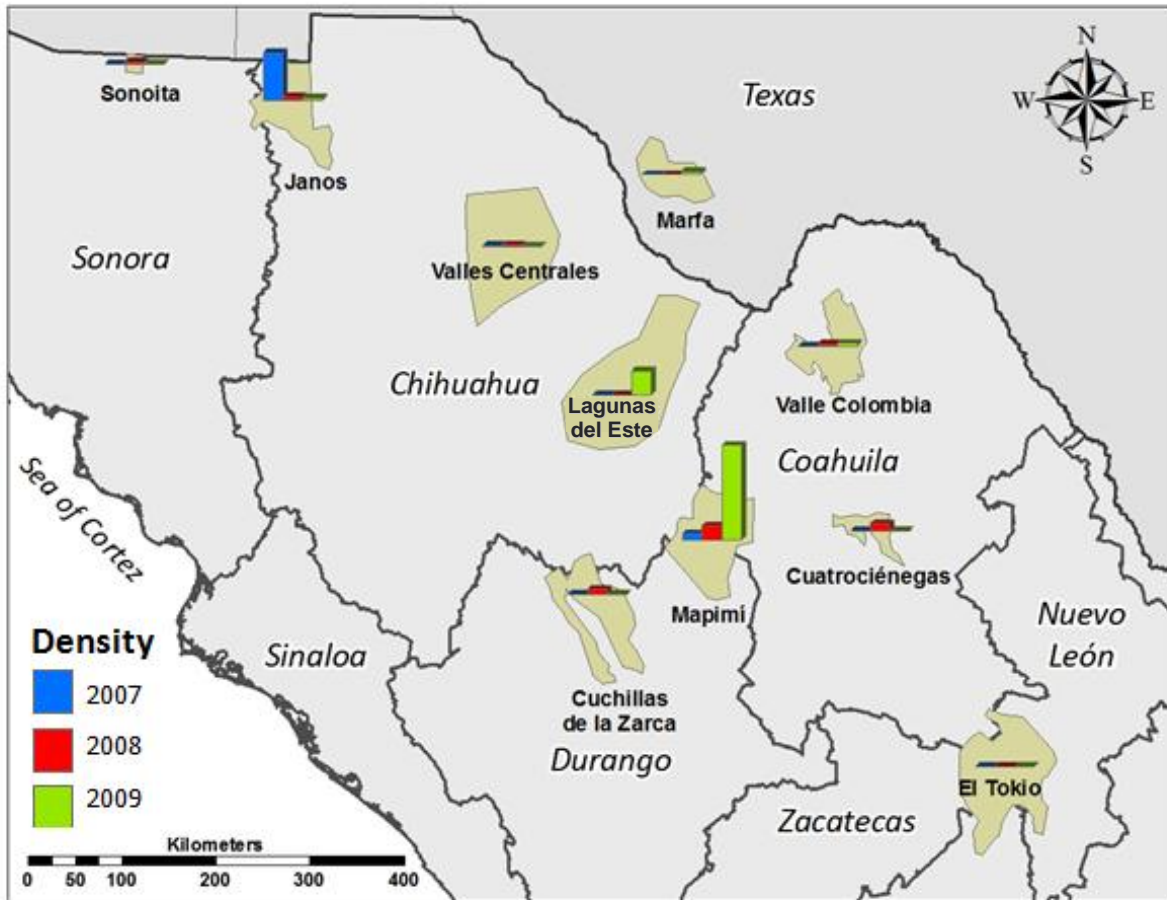 N
W
E
S
Sonoita
Texas
Janos
Marfa
Sonora
Valles Centrales
Chihuahua
Lagunas
del Este
Valle Colombia
Coahuila
Sea of Cortez
Cuatrociénegas
Mapimí
Nuevo
León
Density
2007
2008
2009
Sinaloa
Cuchillas
de la Zarca
Durango
El Tokio
Zacatecas
Kilometers
0 50 100 200 300 400